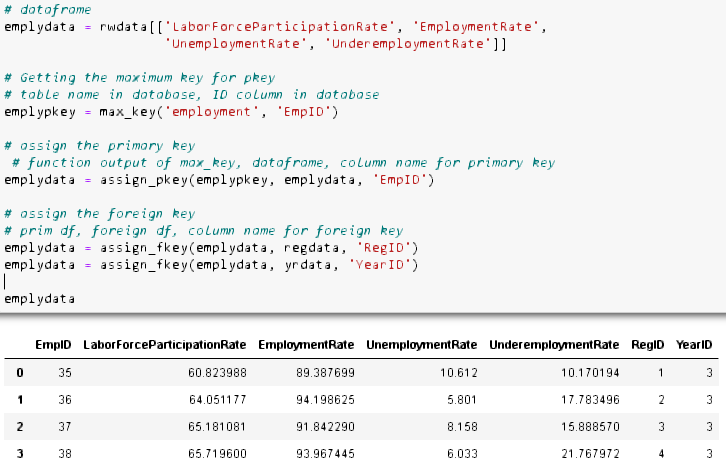 # dataframe
emplydata = rwdata[['LaborForceParticipationRate', 'EmploymentRate',
'UnemploymentRate', 'UnderemploymentRate']]
# Getting the maximum key for pkey
# table name in database, ID column in database
emplypkey = max_key('employment', 'EmpID')
# assign the primary key
# function output of max_key, dataframe, column name for primary key
emplydata = assign_pkey(emplypkey, emplydata, 'EmpID')
# assign the foreign key
# prim df, foreign df, column name for foreign key
emplydata = assign_fkey(emplydata, regdata, 'RegID')
emplydata = assign_fkey(emplydata, yrdata, 'YearID')
emplydata
EmpID LaborForceParticipationRate EmploymentRate UnemploymentRate UnderemploymentRate RegID YearID
0 35 60.823988 89.387699 10.612 10.170194 1 3
1 36 64.051177 94.198625 5.801 17.783496 2 3
2 37 65.181081 91.842290 8.158 15.888570 3 3
3 38 65.719600 93.967445 6.033 21.767972 4 3